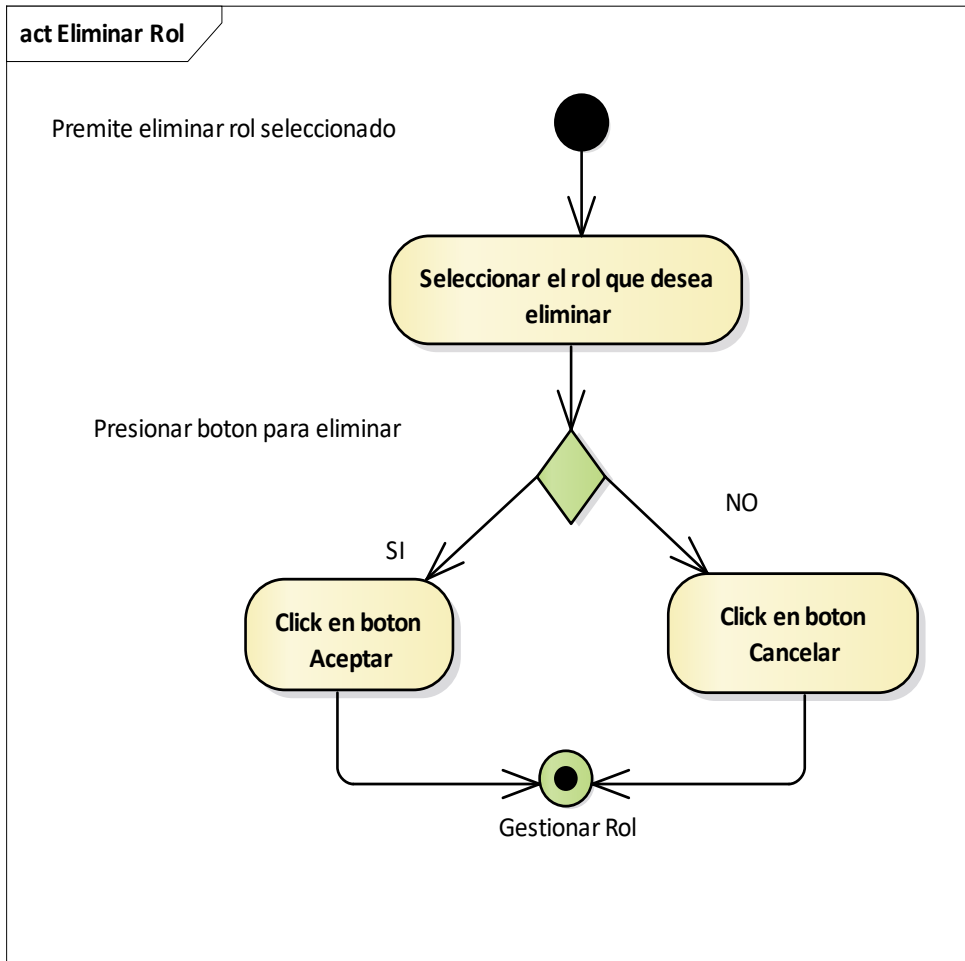 act Eliminar Rol
Premite eliminar rol seleccionado
Seleccionar el rol que desea
eliminar
Presionar boton para eliminar
NO
SI
Click en boton
Aceptar
Click en boton
Cancelar
Gestionar Rol